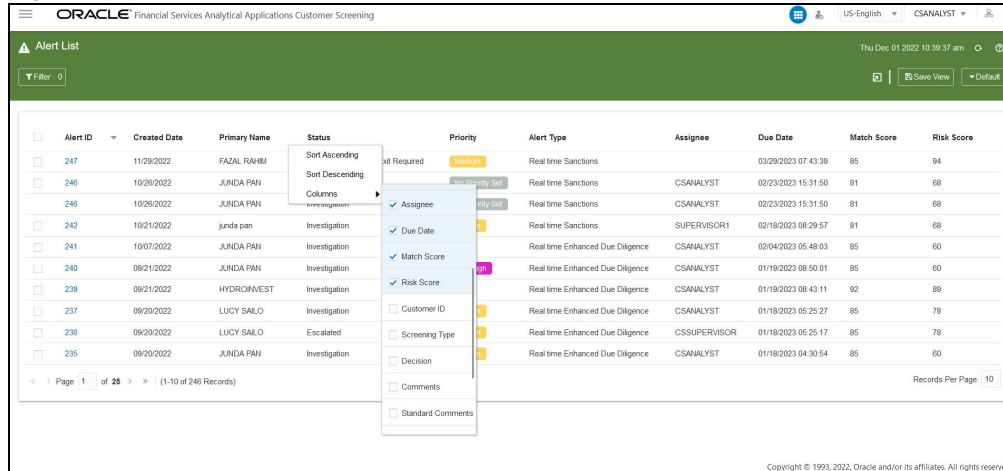 ORACLE Financial Services Analytical Applications Customer Screening US-English CSANALYST
Alert List Thu Dec 01 2022 10:39:37 am
Filter 0 Save View Default
Alert ID Created Date Primary Name Status Priority Alert Type Assignee Due Date Match Score Risk Score
247 11/29/2022 FAZAL RAHIM Sort Ascending Required Medium Real time Sanctions 03/29/2023 07:43:39 85 94
Sort Descending
246 10/26/2022 JUNDA PAN No Priority Set Real time Sanctions CSANALYST 02/23/2023 15:31:50 81 68
Columns
246 10/26/2022 JUNDA PAN Investigation Assignee Real time Sanctions CSANALYST 02/23/2023 15:31:50 81 68
242 10/21/2022 junda pan Investigation Due Date Real time Sanctions SUPERVISOR1 02/18/2023 08:29:57 81 68
241 10/07/2022 JUNDA PAN Investigation Match Score Real time Enhanced Due Diligence CSANALYST 02/04/2023 05:48:03 85 60
240 09/21/2022 JUNDA PAN Investigation Risk Score Real time Enhanced Due Diligence CSANALYST 01/19/2023 08:50:01 85 60
239 09/21/2022 HYDROINVEST Investigation Real time Enhanced Due Diligence CSANALYST 01/19/2023 08:43:11 92 89
237 09/20/2022 LUCY SAILO Investigation Customer ID Real time Enhanced Due Diligence CSANALYST 01/18/2023 05:25:27 85 78
236 09/20/2022 LUCY SAILO Escalated Screening Type Real time Enhanced Due Diligence CSSUPERVISOR 01/18/2023 05:25:17 85 78
235 09/20/2022 JUNDA PAN Investigation Decision Real time Enhanced Due Diligence CSANALYST 01/18/2023 04:30:54 85 60
Page 1 of 25 (1-10 of 246 Records) Comments Records Per Page 10
Standard Comments
Copyright © 1993, 2022, Oracle and/or its affiliates. All rights reserve